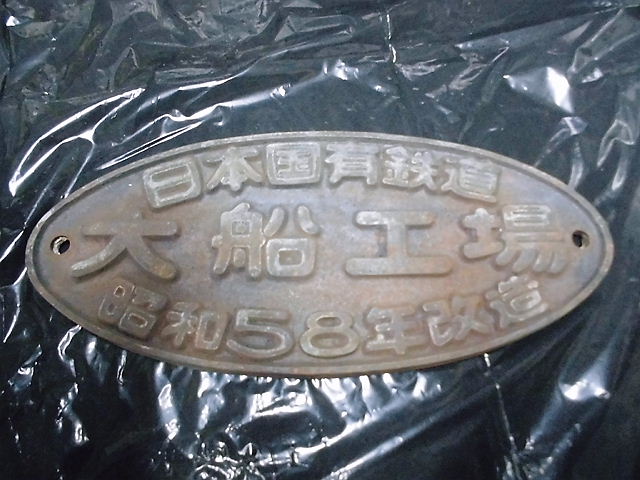 日本国有鉄道
大船工場
昭和58年改造